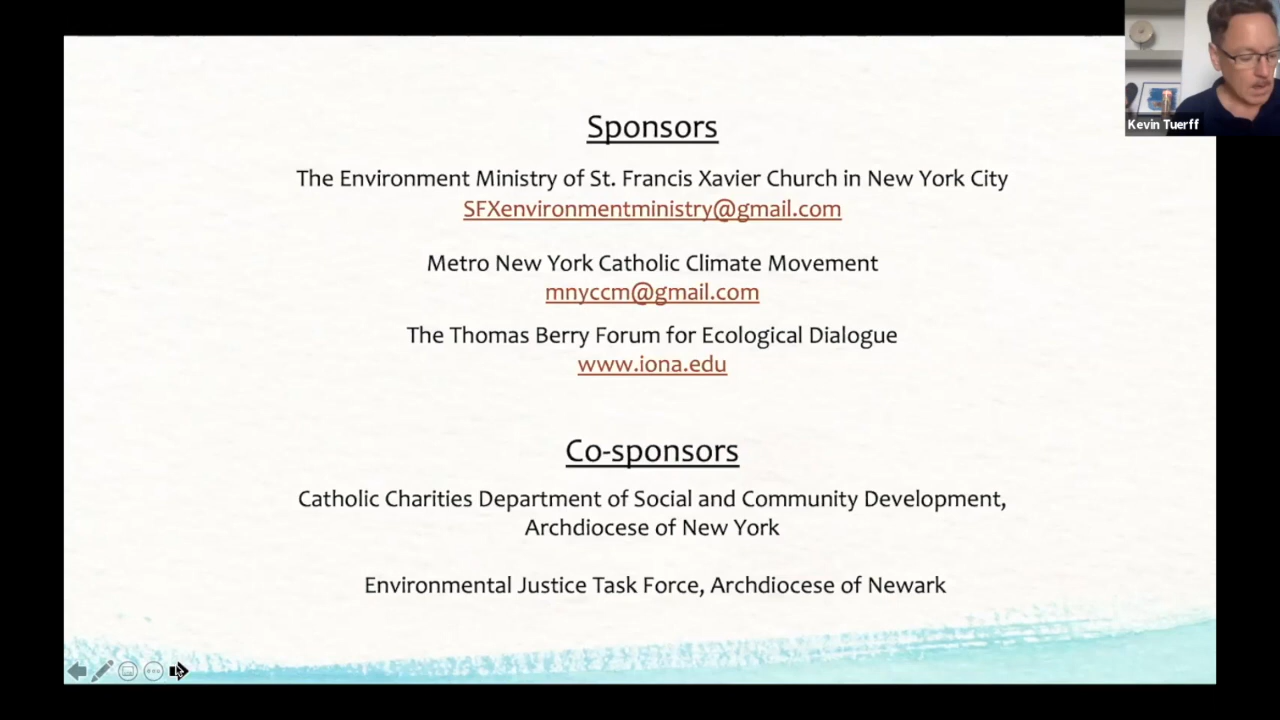 Sponsors
The Environment Ministry of St. Francis Xavier Church in New York City
SFXenvironmentministry@gmail.com
Metro New York Catholic Climate Movement
mnyccm@gmail.com
The Thomas Berry Forum for Ecological Dialogue
www.iona.edu
Co-sponsors
Catholic Charities Department of Social and Community Development,
Archdiocese of New York
Environmental Justice Task Force, Archdiocese of Newark
Kevin Tuerff